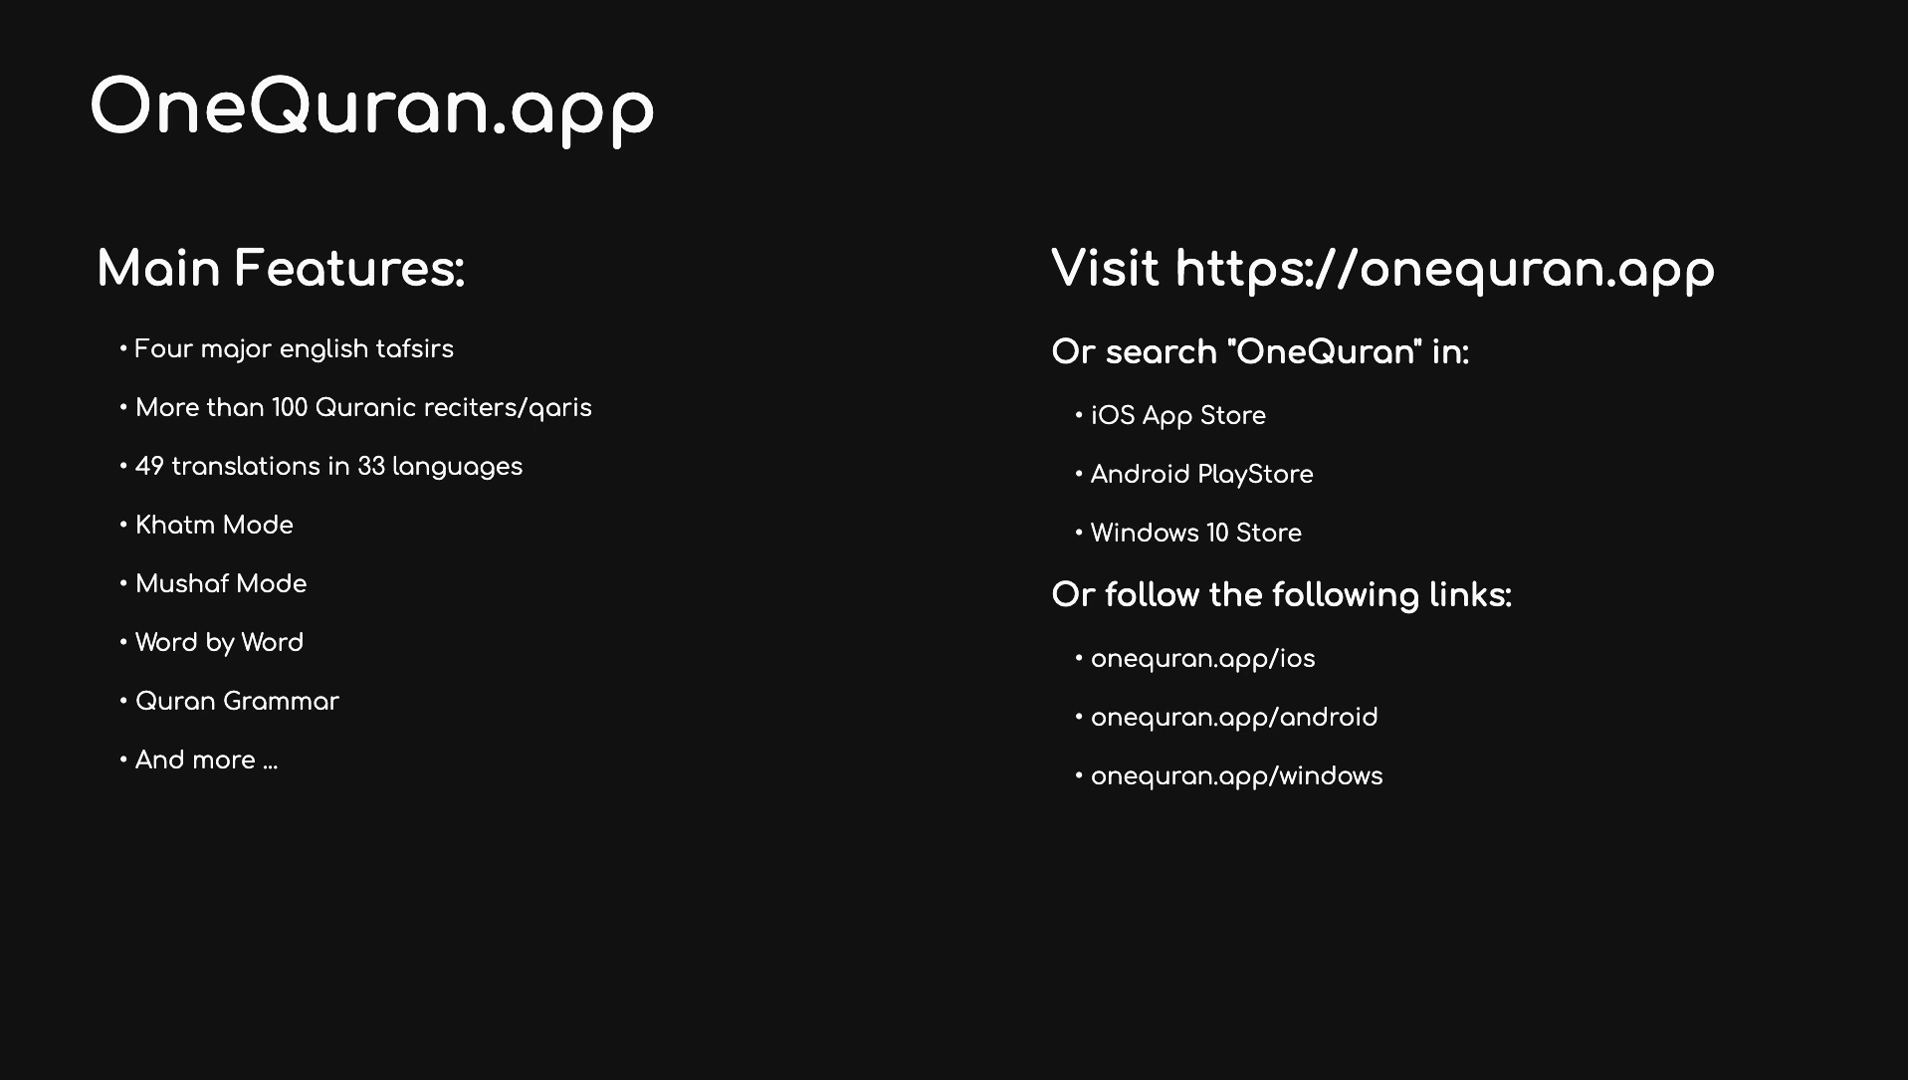 OneQuran.app
Main Features:
• Four major english tafsirs
• More than 100 Quranic reciters/qaris
• 49 translations in 33 languages
• Khatm Mode
• Mushaf Mode
• Word by Word
• Quran Grammar
• And more ...
Visit https://onequran.app
Or search "OneQuran" in:
• iOS App Store
• Android PlayStore
• Windows 10 Store
Or follow the following links:
• onequran.app/ios
• onequran.app/android
• onequran.app/windows